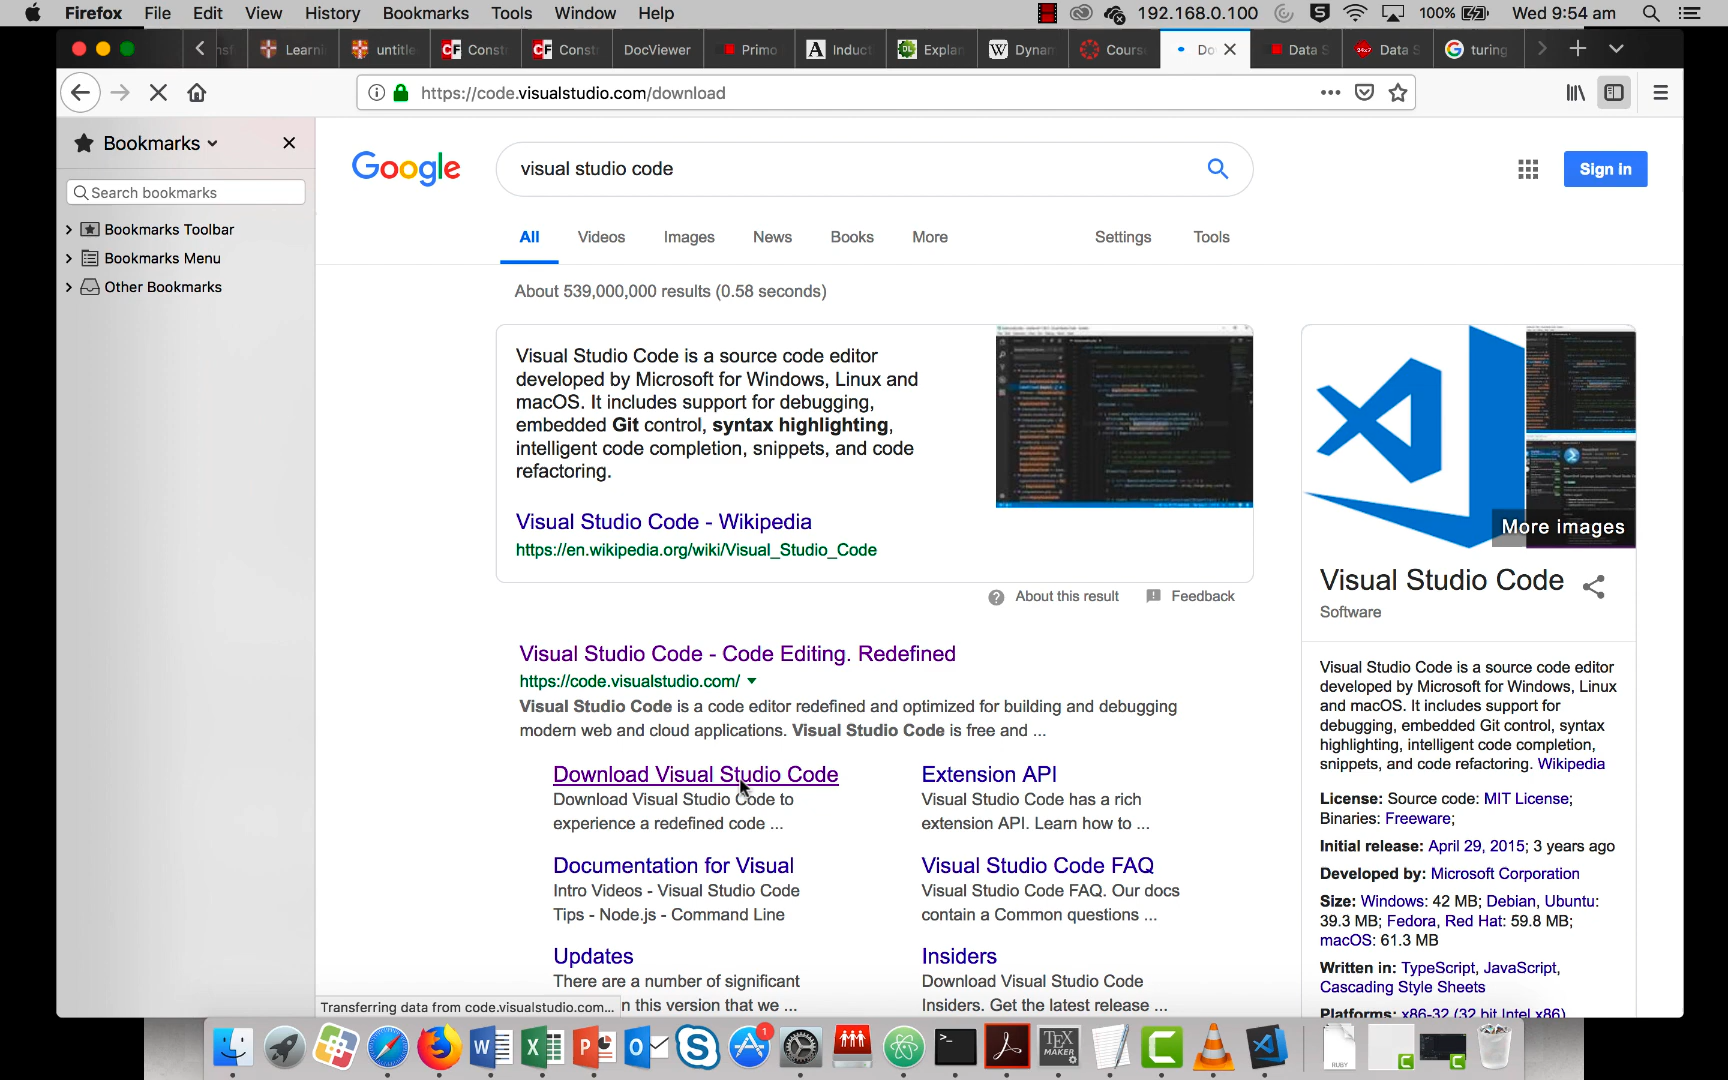 Firefox File Edit View History Bookmarks Tools Window Help 192.168.0.100 100% Wed 9:54 am
Learni untitle Const Const DocViewer Primo Induct Explan Dynam Cours Do Data S Data S turing
https://code.visualstudio.com/download
Bookmarks
Search bookmarks
Bookmarks Toolbar
Bookmarks Menu
Other Bookmarks
Google
visual studio code
Sign in
All Videos Images News Books More Settings Tools
About 539,000,000 results (0.58 seconds)
Visual Studio Code is a source code editor
developed by Microsoft for Windows, Linux and
macOS. It includes support for debugging,
embedded Git control, syntax highlighting,
intelligent code completion, snippets, and code
refactoring.
Visual Studio Code - Wikipedia
https://en.wikipedia.org/wiki/Visual_Studio_Code
About this result Feedback
Visual Studio Code - Code Editing. Redefined
https://code.visualstudio.com/
Visual Studio Code is a code editor redefined and optimized for building and debugging
modern web and cloud applications. Visual Studio Code is free and ...
Download Visual Studio Code
Download Visual Studio Code to
experience a redefined code ...
Extension API
Visual Studio Code has a rich
extension API. Learn how to ...
Documentation for Visual
Intro Videos - Visual Studio Code
Tips - Node.js - Command Line
Visual Studio Code FAQ
Visual Studio Code FAQ. Our docs
contain a Common questions ...
Updates
There are a number of significant
n this version that we ...
Insiders
Download Visual Studio Code
Insiders. Get the latest release ...
Transferring data from code.visualstudio.com...
More images
Visual Studio Code
Software
Visual Studio Code is a source code editor
developed by Microsoft for Windows, Linux
and macOS. It includes support for
debugging, embedded Git control, syntax
highlighting, intelligent code completion,
snippets, and code refactoring. Wikipedia
License: Source code: MIT License;
Binaries: Freeware;
Initial release: April 29, 2015; 3 years ago
Developed by: Microsoft Corporation
Size: Windows: 42 MB; Debian, Ubuntu:
39.3 MB; Fedora, Red Hat: 59.8 MB;
macOS: 61.3 MB
Written in: TypeScript, JavaScript,
Cascading Style Sheets
Platforms: x86-32 (32 bit Intel x86)
TEX
MAKER
RUBY
1